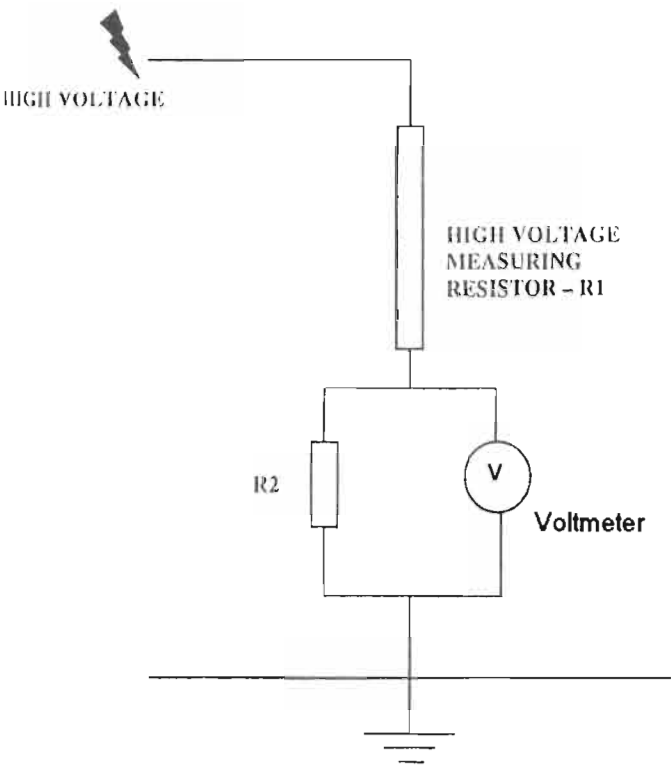 HIGH VOLTAGE
HIGH VOLTAGE
MEASURING
RESISTOR – R1
R2
V
Voltmeter